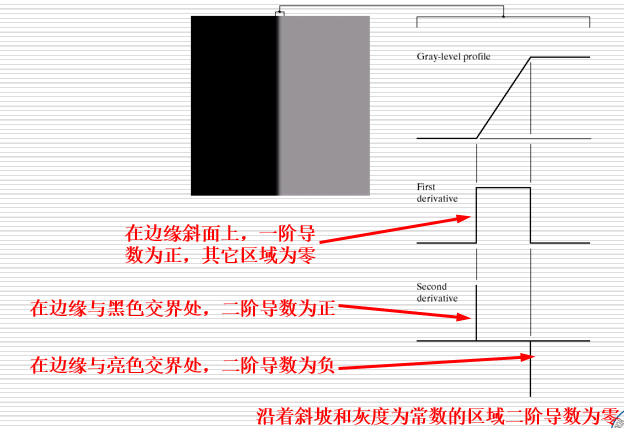 Gray-level profile
First
derivative
在边缘斜面上，一阶导
数为正，其它区域为零
Second
derivative
在边缘与黑色交界处，二阶导数为正
在边缘与亮色交界处，二阶导数为负
沿着斜坡和灰度为常数的区域二阶导数为零